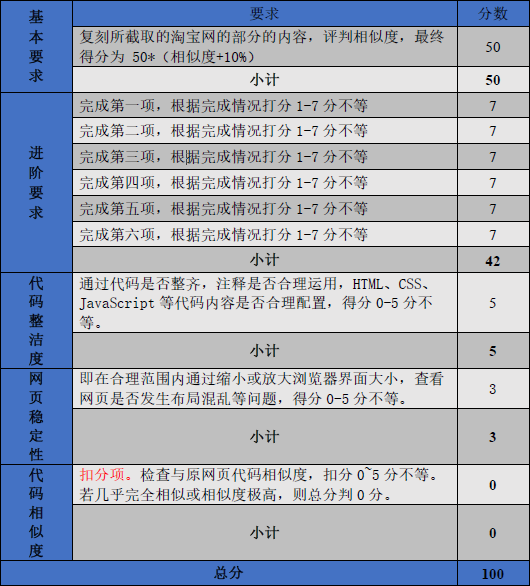 基本要求
要求
分数
复刻所截取的淘宝网的部分的内容，评判相似度，最终
得分为 50*（相似度+10%）
50
小计
50
进阶要求
完成第一项，根据完成情况打分 1-7 分不等
7
完成第二项，根据完成情况打分 1-7 分不等
7
完成第三项，根据完成情况打分 1-7 分不等
7
完成第四项，根据完成情况打分 1-7 分不等
7
完成第五项，根据完成情况打分 1-7 分不等
7
完成第六项，根据完成情况打分 1-7 分不等
7
小计
42
代码整洁度
通过代码是否整齐，注释是否合理运用，HTML、CSS、
JavaScript 等代码内容是否合理配置，得分 0-5 分不
等。
5
小计
5
网页稳定性
即在合理范围内通过缩小或放大浏览器界面大小，查看
网页是否发生布局混乱等问题，得分 0-5 分不等。
3
小计
3
代码相似度
扣分项。检查与原网页代码相似度，扣分 0~5 分不等。
若几乎完全相似或相似度极高，则总分判 0 分。
0
小计
0
总分
100